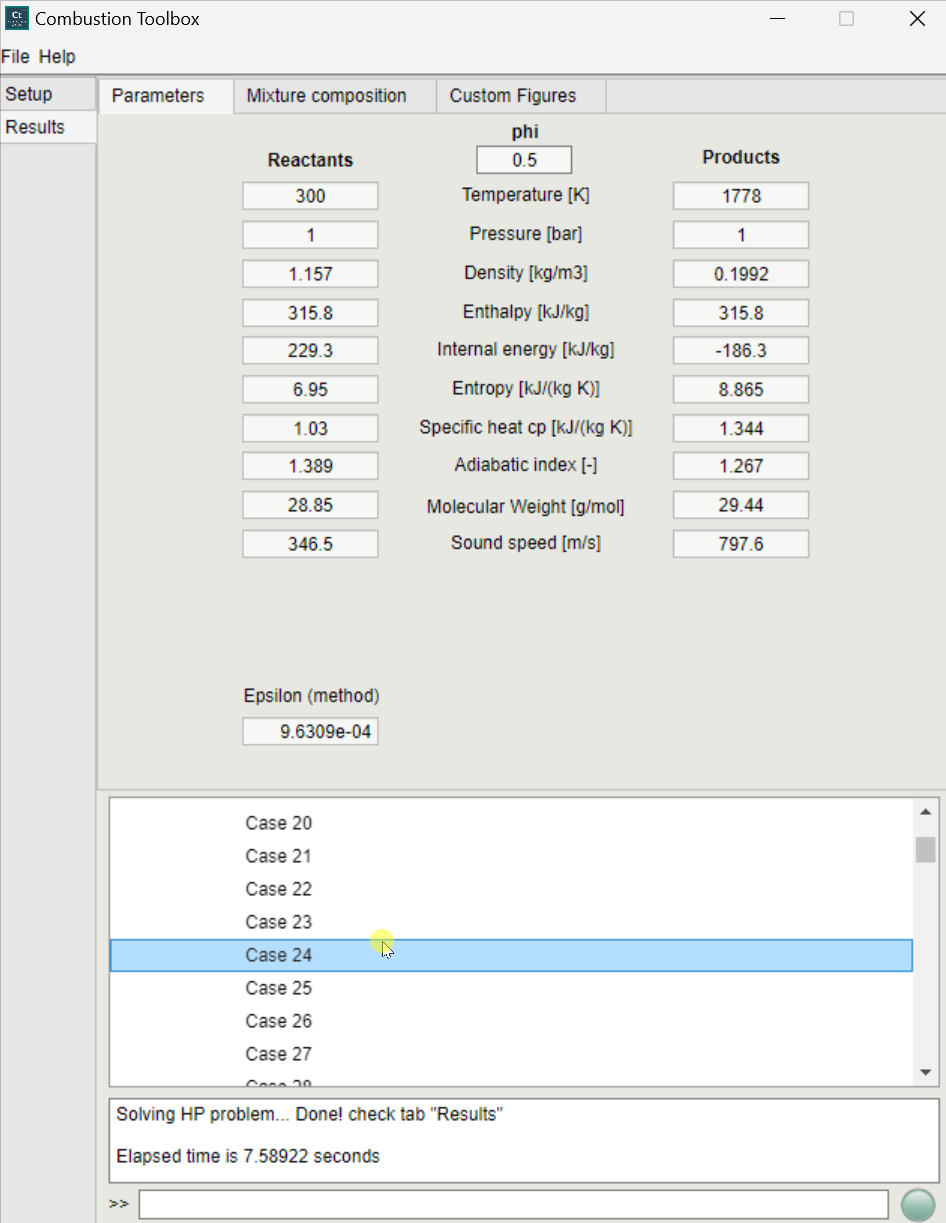 Ct
Combustion Toolbox
File Help
Setup
Results
Parameters Mixture composition Custom Figures
phi
Reactants 0.5 Products
300 Temperature [K] 1778
1 Pressure [bar] 1
1.157 Density [kg/m3] 0.1992
315.8 Enthalpy [kJ/kg] 315.8
229.3 Internal energy [kJ/kg] -186.3
6.95 Entropy [kJ/(kg K)] 8.865
1.03 Specific heat cp [kJ/(kg K)] 1.344
1.389 Adiabatic index [-] 1.267
28.85 Molecular Weight [g/mol] 29.44
346.5 Sound speed [m/s] 797.6
Epsilon (method)
9.6309e-04
Case 20
Case 21
Case 22
Case 23
Case 24
Case 25
Case 26
Case 27
Solving HP problem... Done! check tab "Results"
Elapsed time is 7.58922 seconds
>>